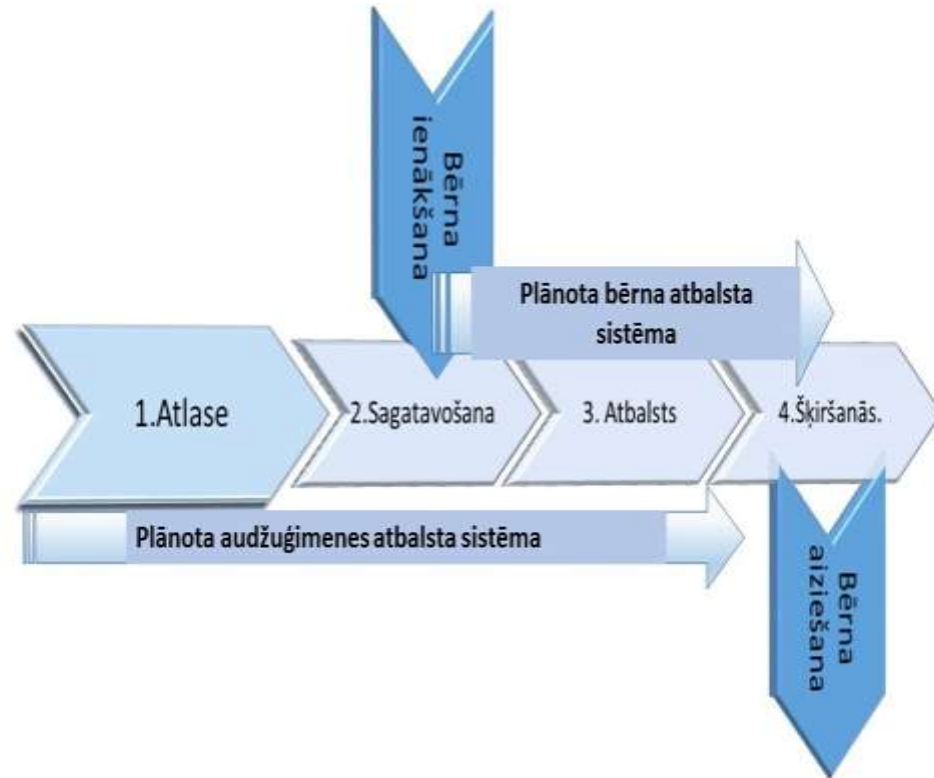 Bērna
ienākšana
Plānota bērna atbalsta
sistēma
1.Atlase
2.Sagatavošana
3. Atbalsts
4.Šķiršanās.
Plānota audžuģimenes atbalsta sistēma
Bērna
aiziešana